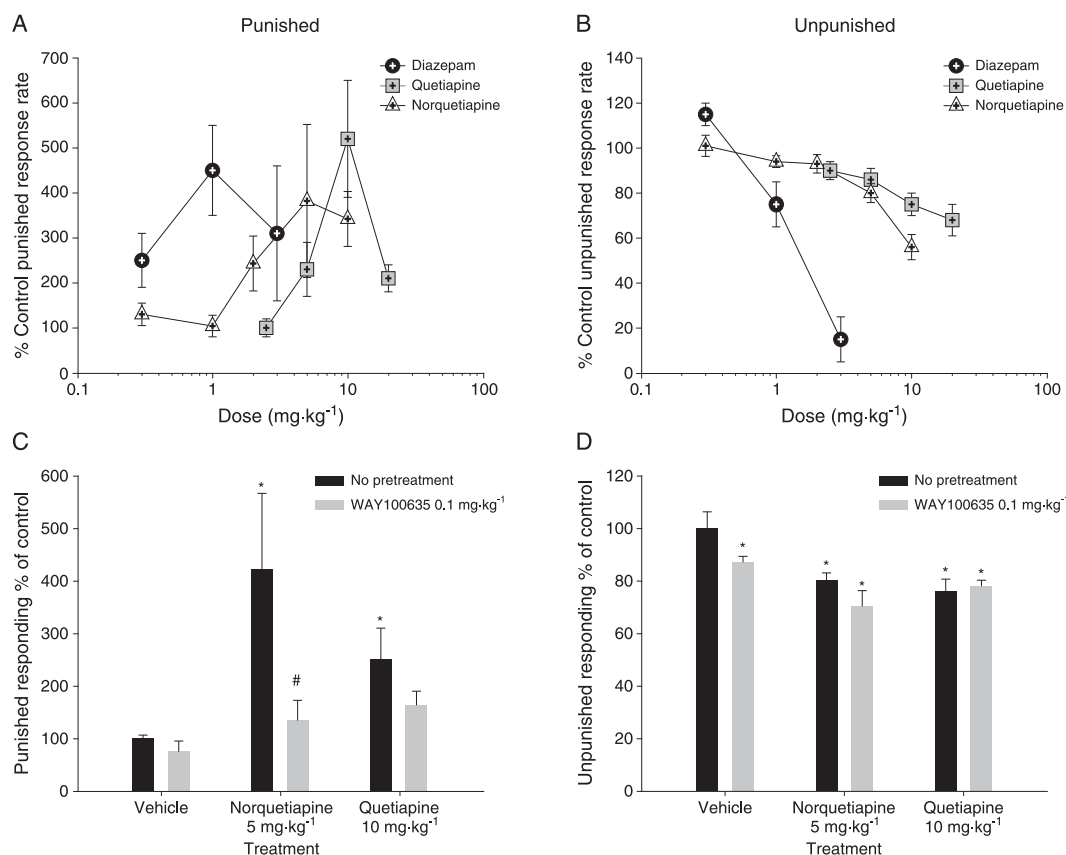 A
Punished
% Control punished response rate
700
600
500
400
300
200
100
0
0.1
1
10
100
Dose (mg·kg⁻¹)
Diazepam
Quetiapine
Norquetiapine
B
Unpunished
% Control unpunished response rate
140
120
100
80
60
40
20
0
0.1
1
10
100
Dose (mg·kg⁻¹)
Diazepam
Quetiapine
Norquetiapine
C
Punished responding % of control
600
500
400
300
200
100
0
No pretreatment
WAY100635 0.1 mg·kg⁻¹
*
#
*
Vehicle
Norquetiapine
5 mg·kg⁻¹
Quetiapine
10 mg·kg⁻¹
Treatment
D
Unpunished responding % of control
120
100
80
60
40
20
0
No pretreatment
WAY100635 0.1 mg·kg⁻¹
*
*
*
*
*
Vehicle
Norquetiapine
5 mg·kg⁻¹
Quetiapine
10 mg·kg⁻¹
Treatment